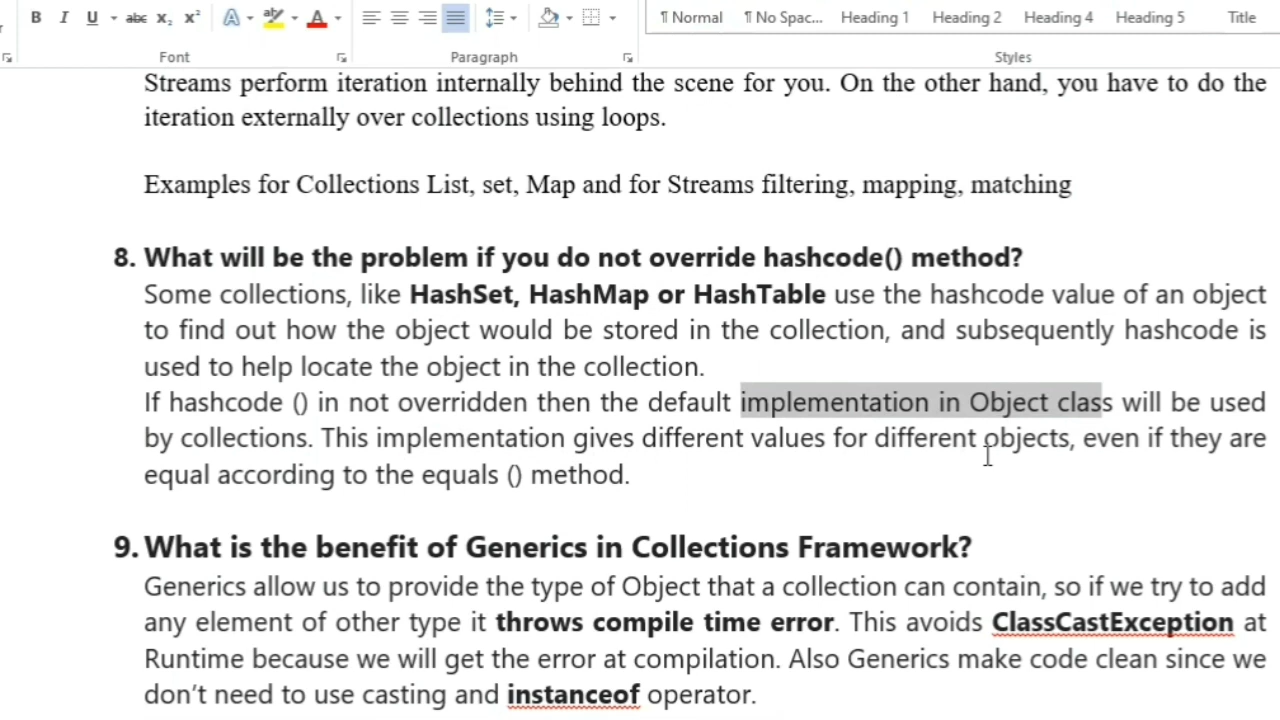 B I U abc X₂ X² A ab A
¶ Normal ¶ No Spac... Heading 1 Heading 2 Heading 4 Heading 5 Title
Font Paragraph Styles
Streams perform iteration internally behind the scene for you. On the other hand, you have to do the
iteration externally over collections using loops.
Examples for Collections List, set, Map and for Streams filtering, mapping, matching
8. What will be the problem if you do not override hashcode() method?
Some collections, like HashSet, HashMap or HashTable use the hashcode value of an object
to find out how the object would be stored in the collection, and subsequently hashcode is
used to help locate the object in the collection.
If hashcode () in not overridden then the default implementation in Object class will be used
by collections. This implementation gives different values for different objects, even if they are
equal according to the equals () method.
9. What is the benefit of Generics in Collections Framework?
Generics allow us to provide the type of Object that a collection can contain, so if we try to add
any element of other type it throws compile time error. This avoids ClassCastException at
Runtime because we will get the error at compilation. Also Generics make code clean since we
don’t need to use casting and instanceof operator.